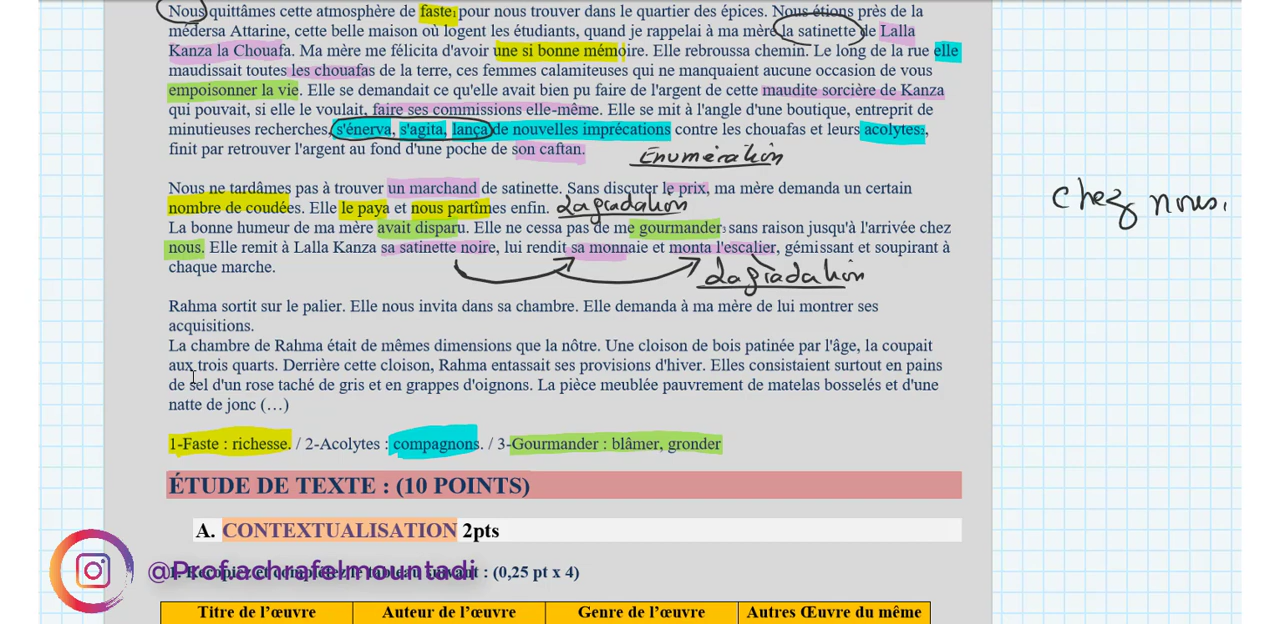 Nous quittâmes cette atmosphère de faste1 pour nous trouver dans le quartier des épices. Nous étions près de la
médersa Attarine, cette belle maison où logent les étudiants, quand je rappelai à ma mère la satinette de Lalla
Kanza la Chouafa. Ma mère me félicita d'avoir une si bonne mémoire. Elle rebroussa chemin. Le long de la rue elle
maudissait toutes les chouafas de la terre, ces femmes calamiteuses qui ne manquaient aucune occasion de vous
empoisonner la vie. Elle se demandait ce qu'elle avait bien pu faire de l'argent de cette maudite sorcière de Kanza
qui pouvait, si elle le voulait, faire ses commissions elle-même. Elle se mit à l'angle d'une boutique, entreprit de
minutieuses recherches, s'énerva, s'agita, lança de nouvelles imprécations contre les chouafas et leurs acolytes2,
finit par retrouver l'argent au fond d'une poche de son caftan.
Enumération
Nous ne tardâmes pas à trouver un marchand de satinette. Sans discuter le prix, ma mère demanda un certain
nombre de coudées. Elle le paya et nous partîmes enfin. La gradation
chez nous.
La bonne humeur de ma mère avait disparu. Elle ne cessa pas de me gourmander3 sans raison jusqu'à l'arrivée chez
nous. Elle remit à Lalla Kanza sa satinette noire, lui rendit sa monnaie et monta l'escalier, gémissant et soupirant à
chaque marche.
La gradation
Rahma sortit sur le palier. Elle nous invita dans sa chambre. Elle demanda à ma mère de lui montrer ses
acquisitions.
La chambre de Rahma était de mêmes dimensions que la nôtre. Une cloison de bois patinée par l'âge, la coupait
aux trois quarts. Derrière cette cloison, Rahma entassait ses provisions d'hiver. Elles consistaient surtout en pains
de sel d'un rose taché de gris et en grappes d'oignons. La pièce meublée pauvrement de matelas bosselés et d'une
natte de jonc (…)
1-Faste : richesse. / 2-Acolytes : compagnons. / 3-Gourmander : blâmer, gronder
ÉTUDE DE TEXTE : (10 POINTS)
A. CONTEXTUALISATION 2pts
1. Recopiez et complétez le tableau suivant : (0,25 pt x 4)
@Prof.achrafelmountadi
Titre de l'œuvre Auteur de l'œuvre Genre de l'œuvre Autres Œuvre du même